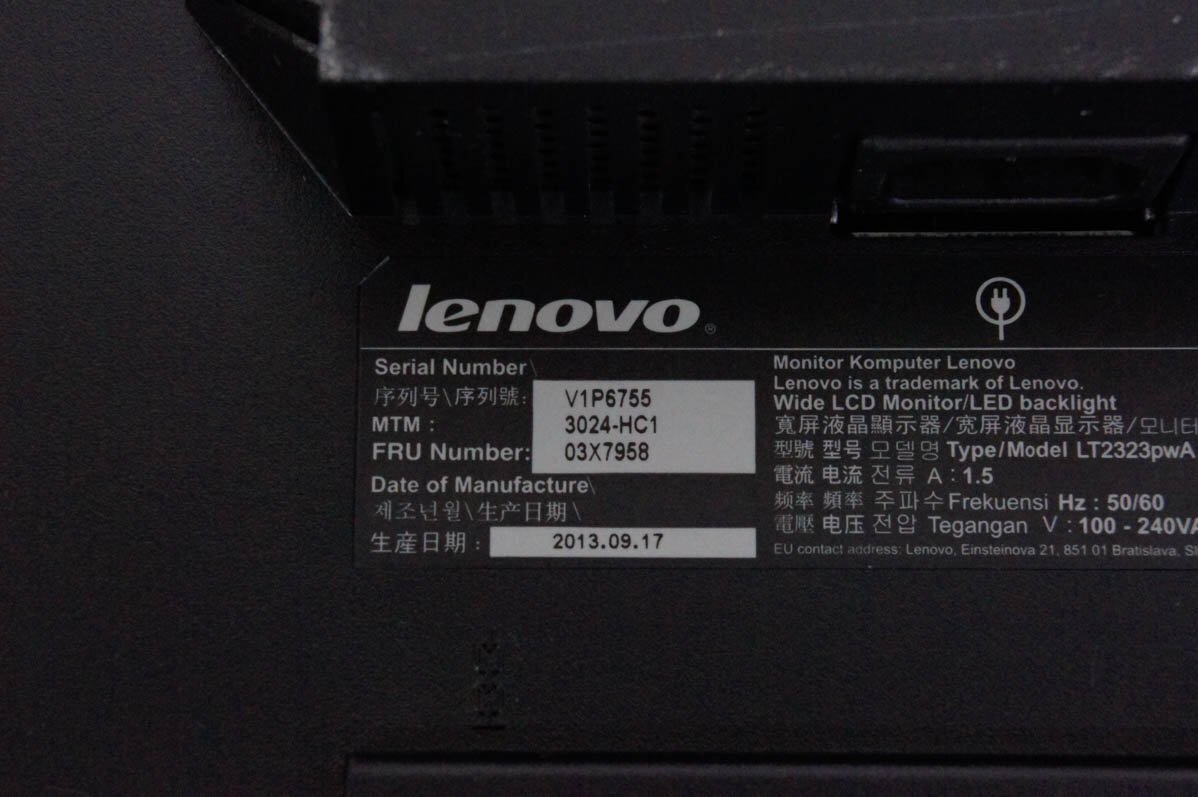 lenovo®
Serial Number\
序列号\序列號: V1P6755
MTM : 3024-HC1
FRU Number: 03X7958
Date of Manufacture\
제조년월\生产日期\
生産日期 : 2013.09.17
Monitor Komputer Lenovo
Lenovo is a trademark of Lenovo.
Wide LCD Monitor/LED backlight
寬屏液晶顯示器/宽屏液晶显示器/모니터
型號 型号 모델명 Type/Model LT2323pwA
電流 电流 전류 A : 1.5
频率 頻率 주파수 Frekuensi Hz : 50/60
電壓 电压 전압 Tegangan V : 100 - 240VA
EU contact address: Lenovo, Einsteinova 21, 851 01 Bratislava,